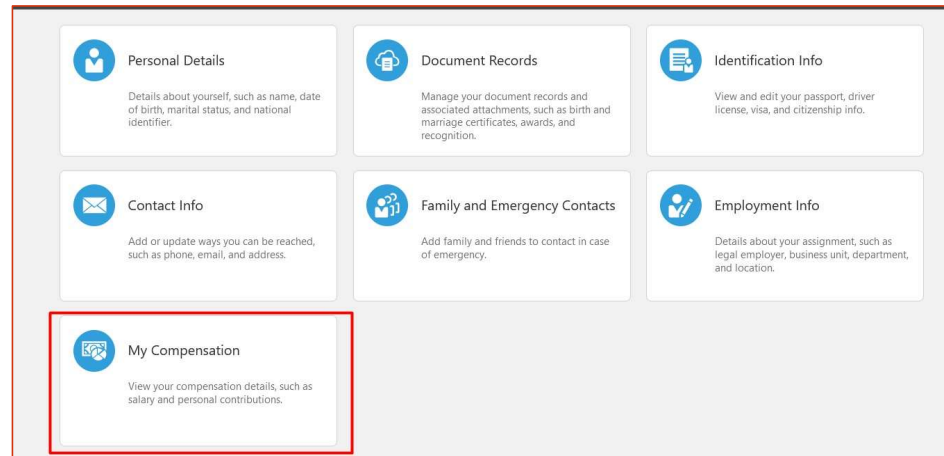 Personal Details
Details about yourself, such as name, date
of birth, marital status, and national
identifier.
Document Records
Manage your document records and
associated attachments, such as birth and
marriage certificates, awards, and
recognition.
Identification Info
View and edit your passport, driver
license, visa, and citizenship info.
Contact Info
Add or update ways you can be reached,
such as phone, email, and address.
Family and Emergency Contacts
Add family and friends to contact in case
of emergency.
Employment Info
Details about your assignment, such as
legal employer, business unit, department,
and location.
My Compensation
View your compensation details, such as
salary and personal contributions.